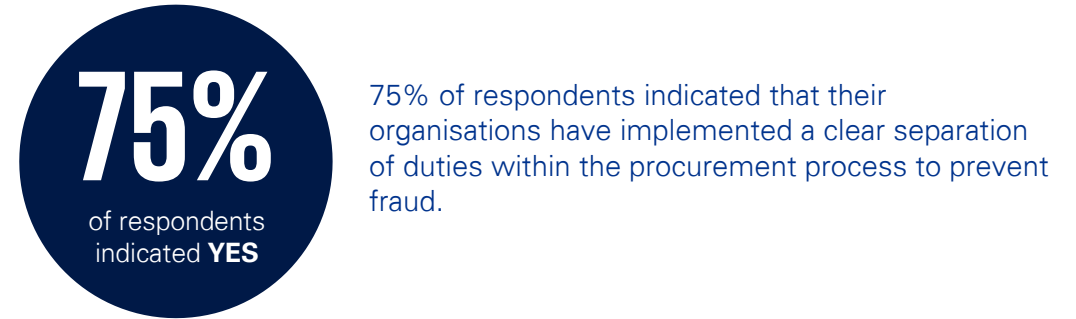 75%
of respondents
indicated YES
75% of respondents indicated that their
organisations have implemented a clear separation
of duties within the procurement process to prevent
fraud.